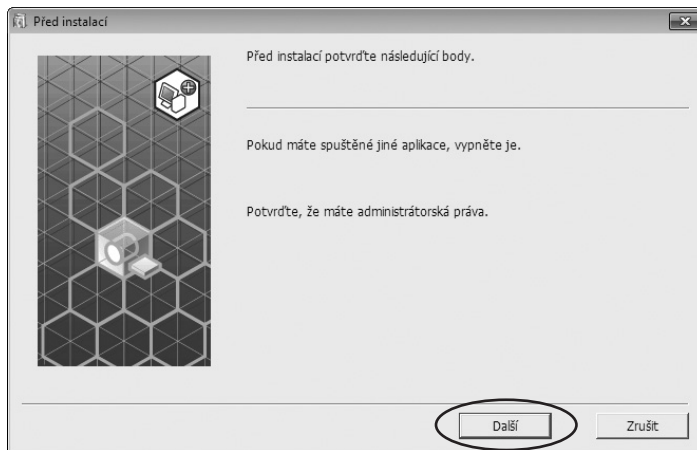 Před instalací
Před instalací potvrďte následující body.
Pokud máte spuštěné jiné aplikace, vypněte je.
Potvrďte, že máte administrátorská práva.
Další
Zrušit